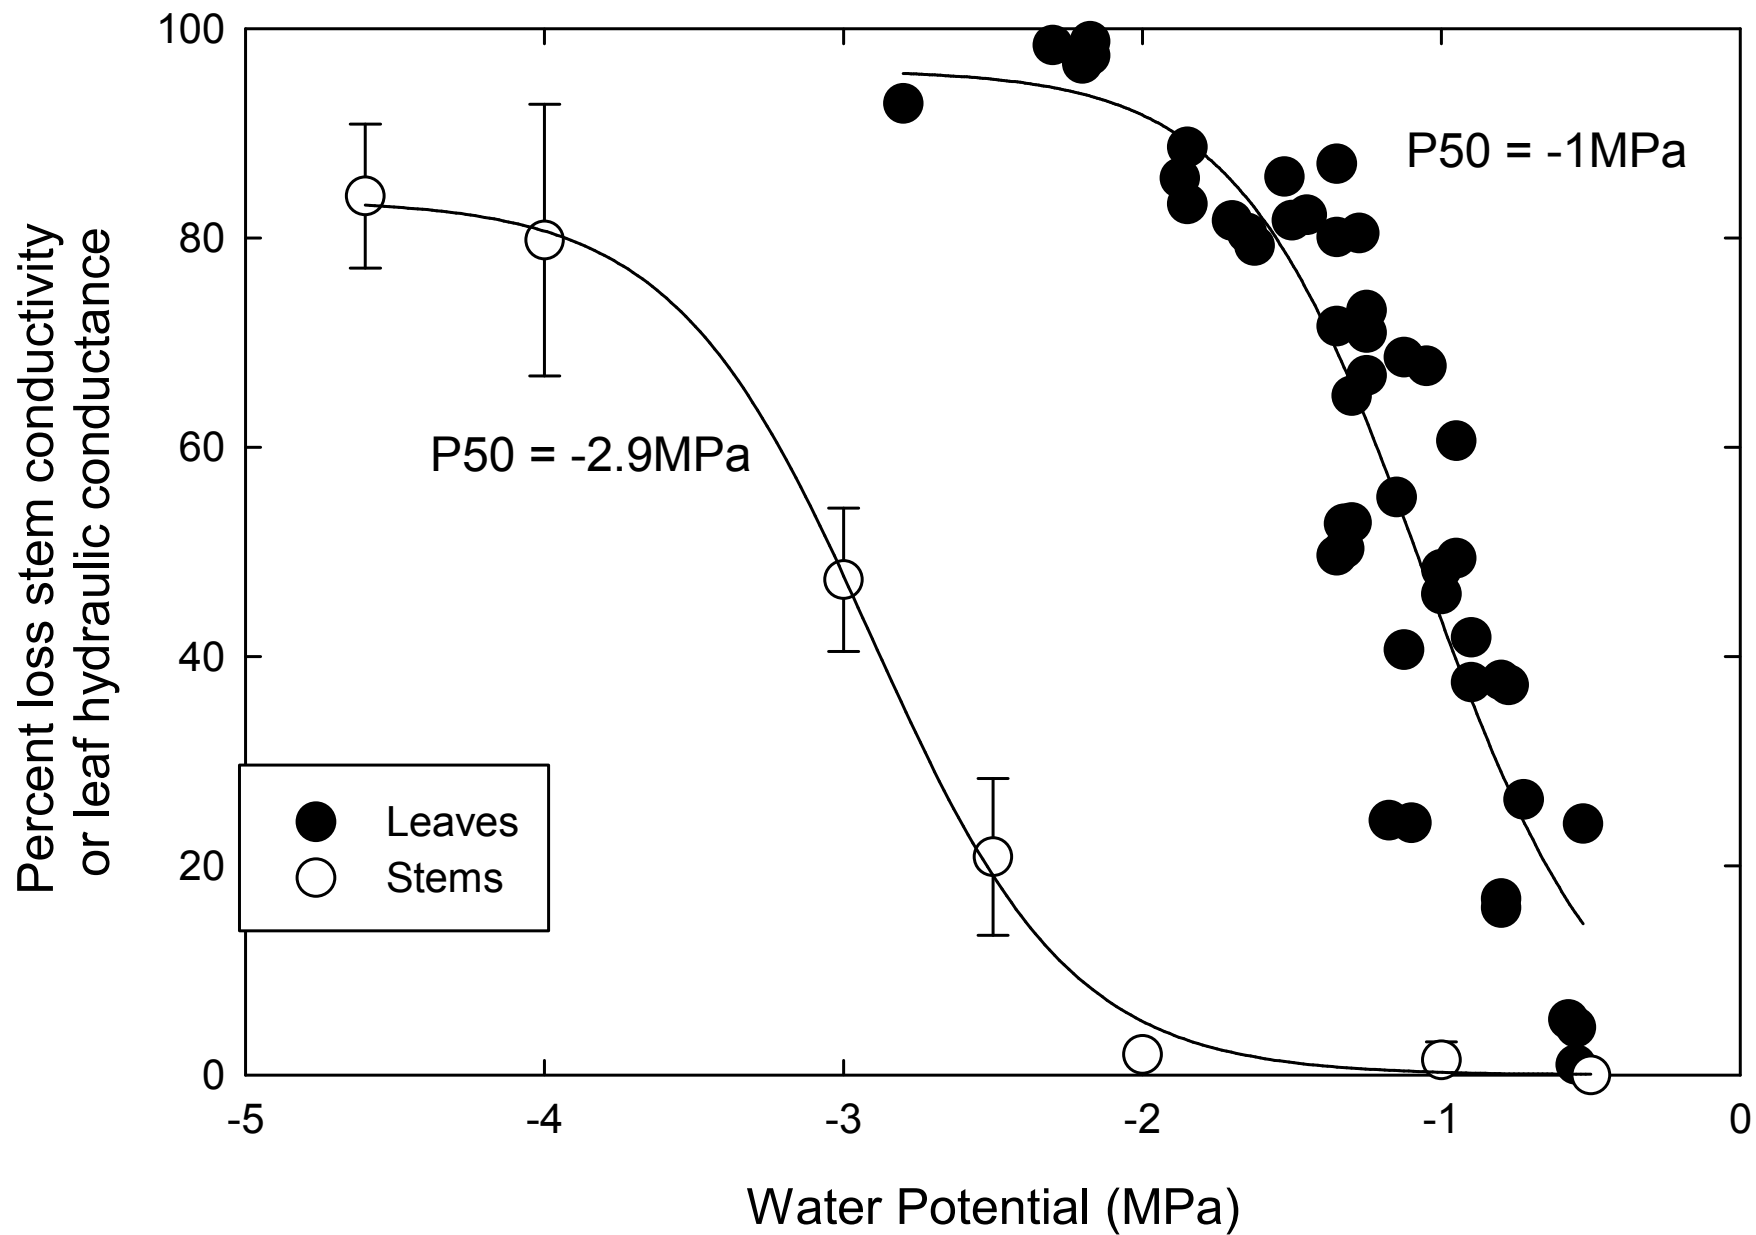 Percent loss stem conductivity
or leaf hydraulic conductance
100
80
60
40
20
0
P50 = -1MPa
P50 = -2.9MPa
Leaves
Stems
-5 -4 -3 -2 -1 0
Water Potential (MPa)